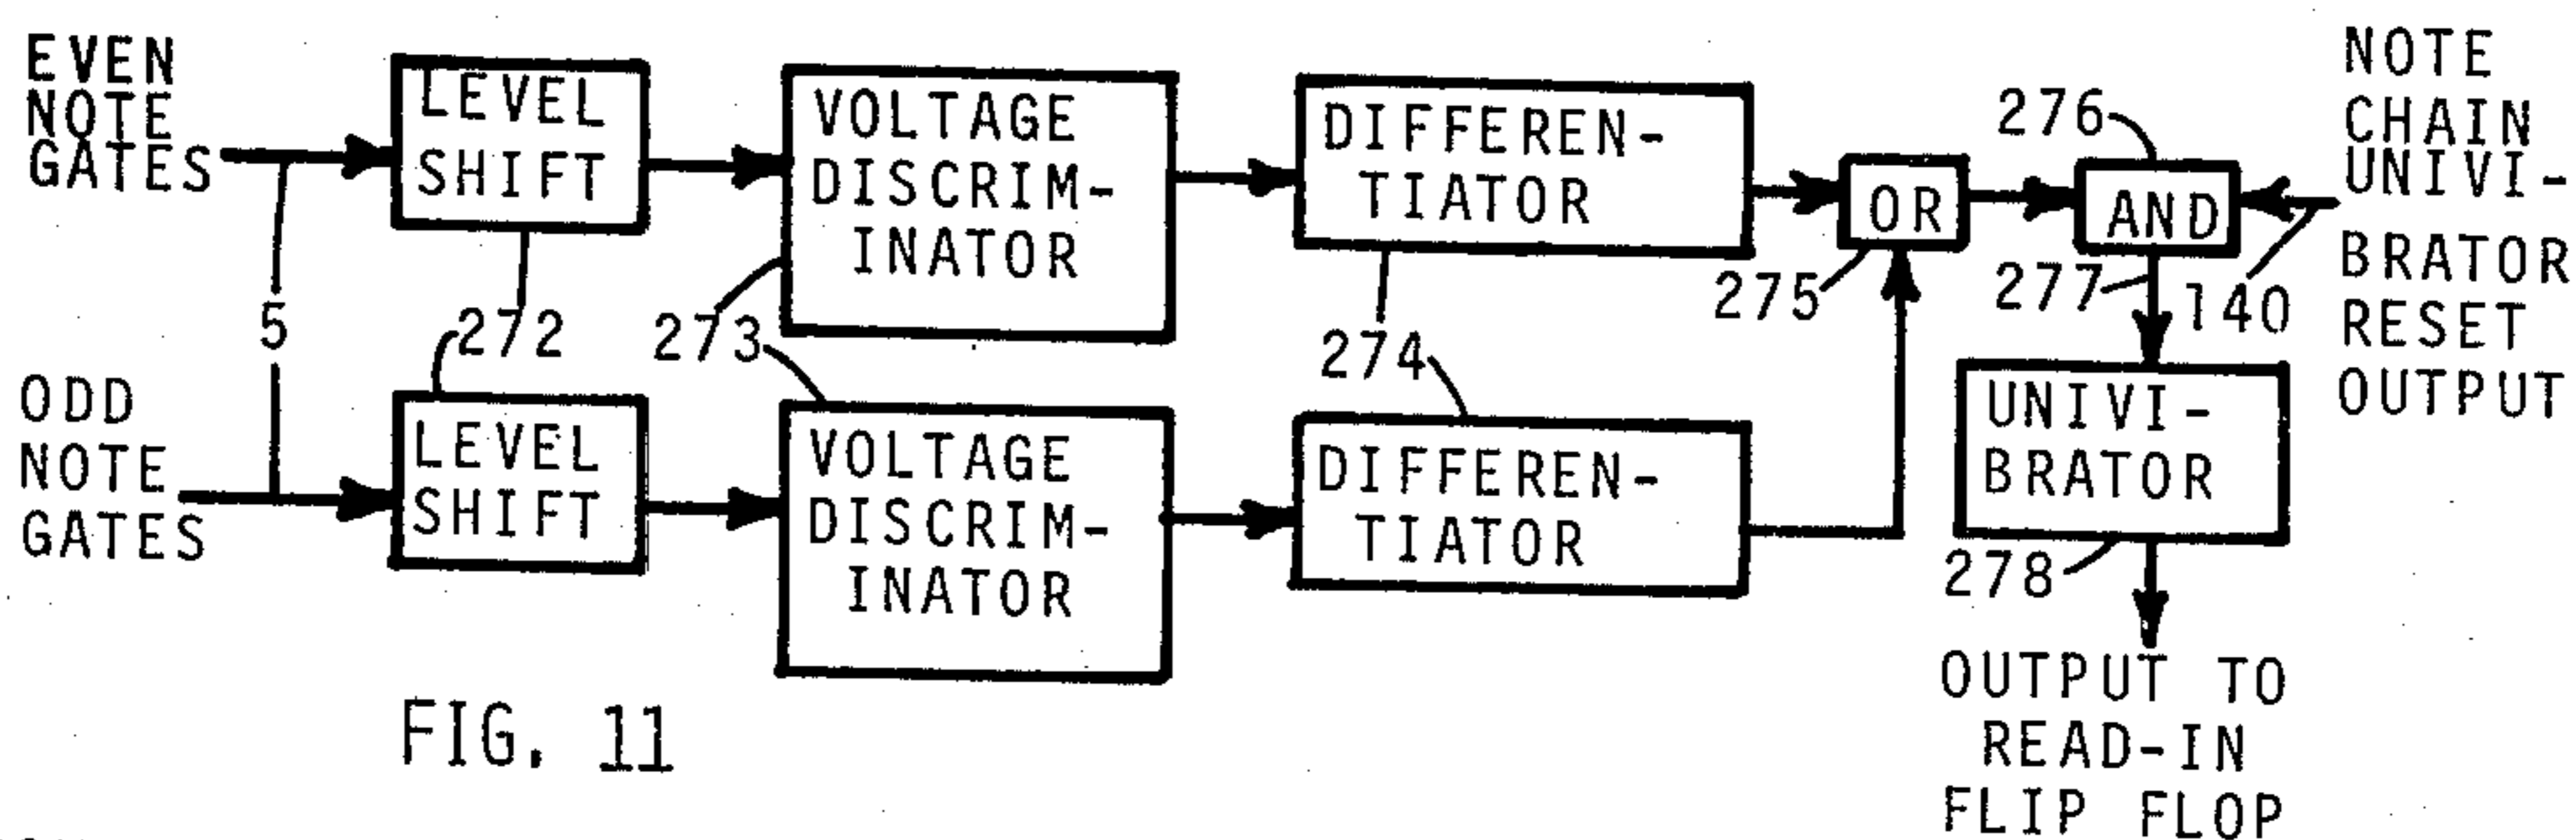 EVEN
NOTE
GATES
LEVEL
SHIFT
VOLTAGE
DISCRIM-
INATOR
DIFFEREN-
TIATOR
OR
276
AND
NOTE
CHAIN
UNIVI-
BRATOR
RESET
OUTPUT
5
272
273
274
275
277
140
ODD
NOTE
GATES
LEVEL
SHIFT
VOLTAGE
DISCRIM-
INATOR
DIFFEREN-
TIATOR
UNIVI-
BRATOR
278
OUTPUT TO
READ-IN
FLIP FLOP
FIG. 11